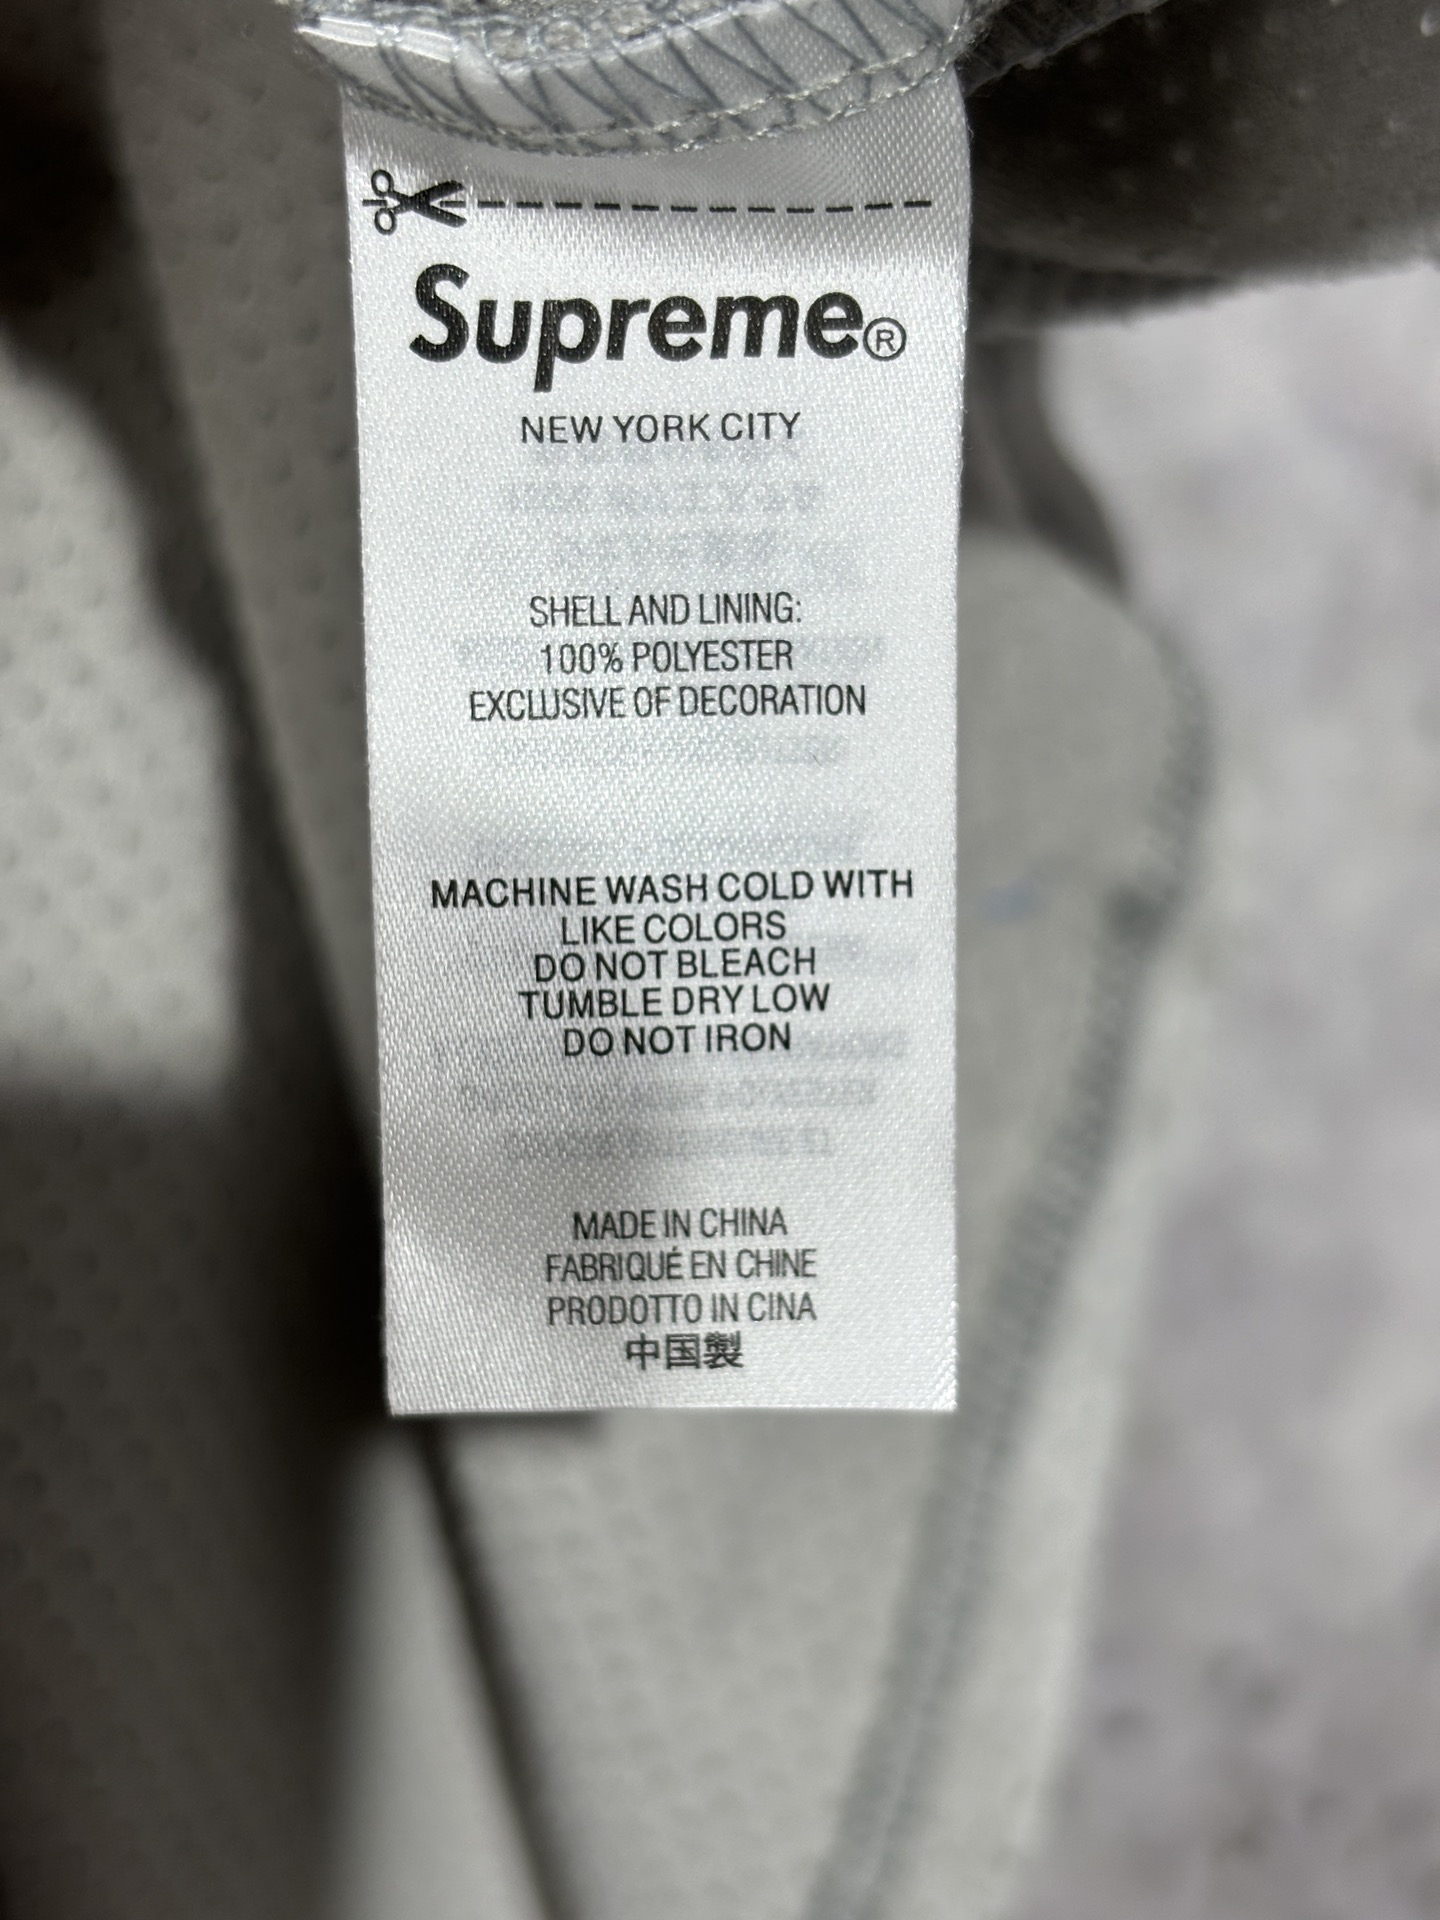 Supreme®
NEW YORK CITY
SHELL AND LINING:
100% POLYESTER
EXCLUSIVE OF DECORATION
MACHINE WASH COLD WITH
LIKE COLORS
DO NOT BLEACH
TUMBLE DRY LOW
DO NOT IRON
MADE IN CHINA
FABRIQUÉ EN CHINE
PRODOTTO IN CINA
中国製